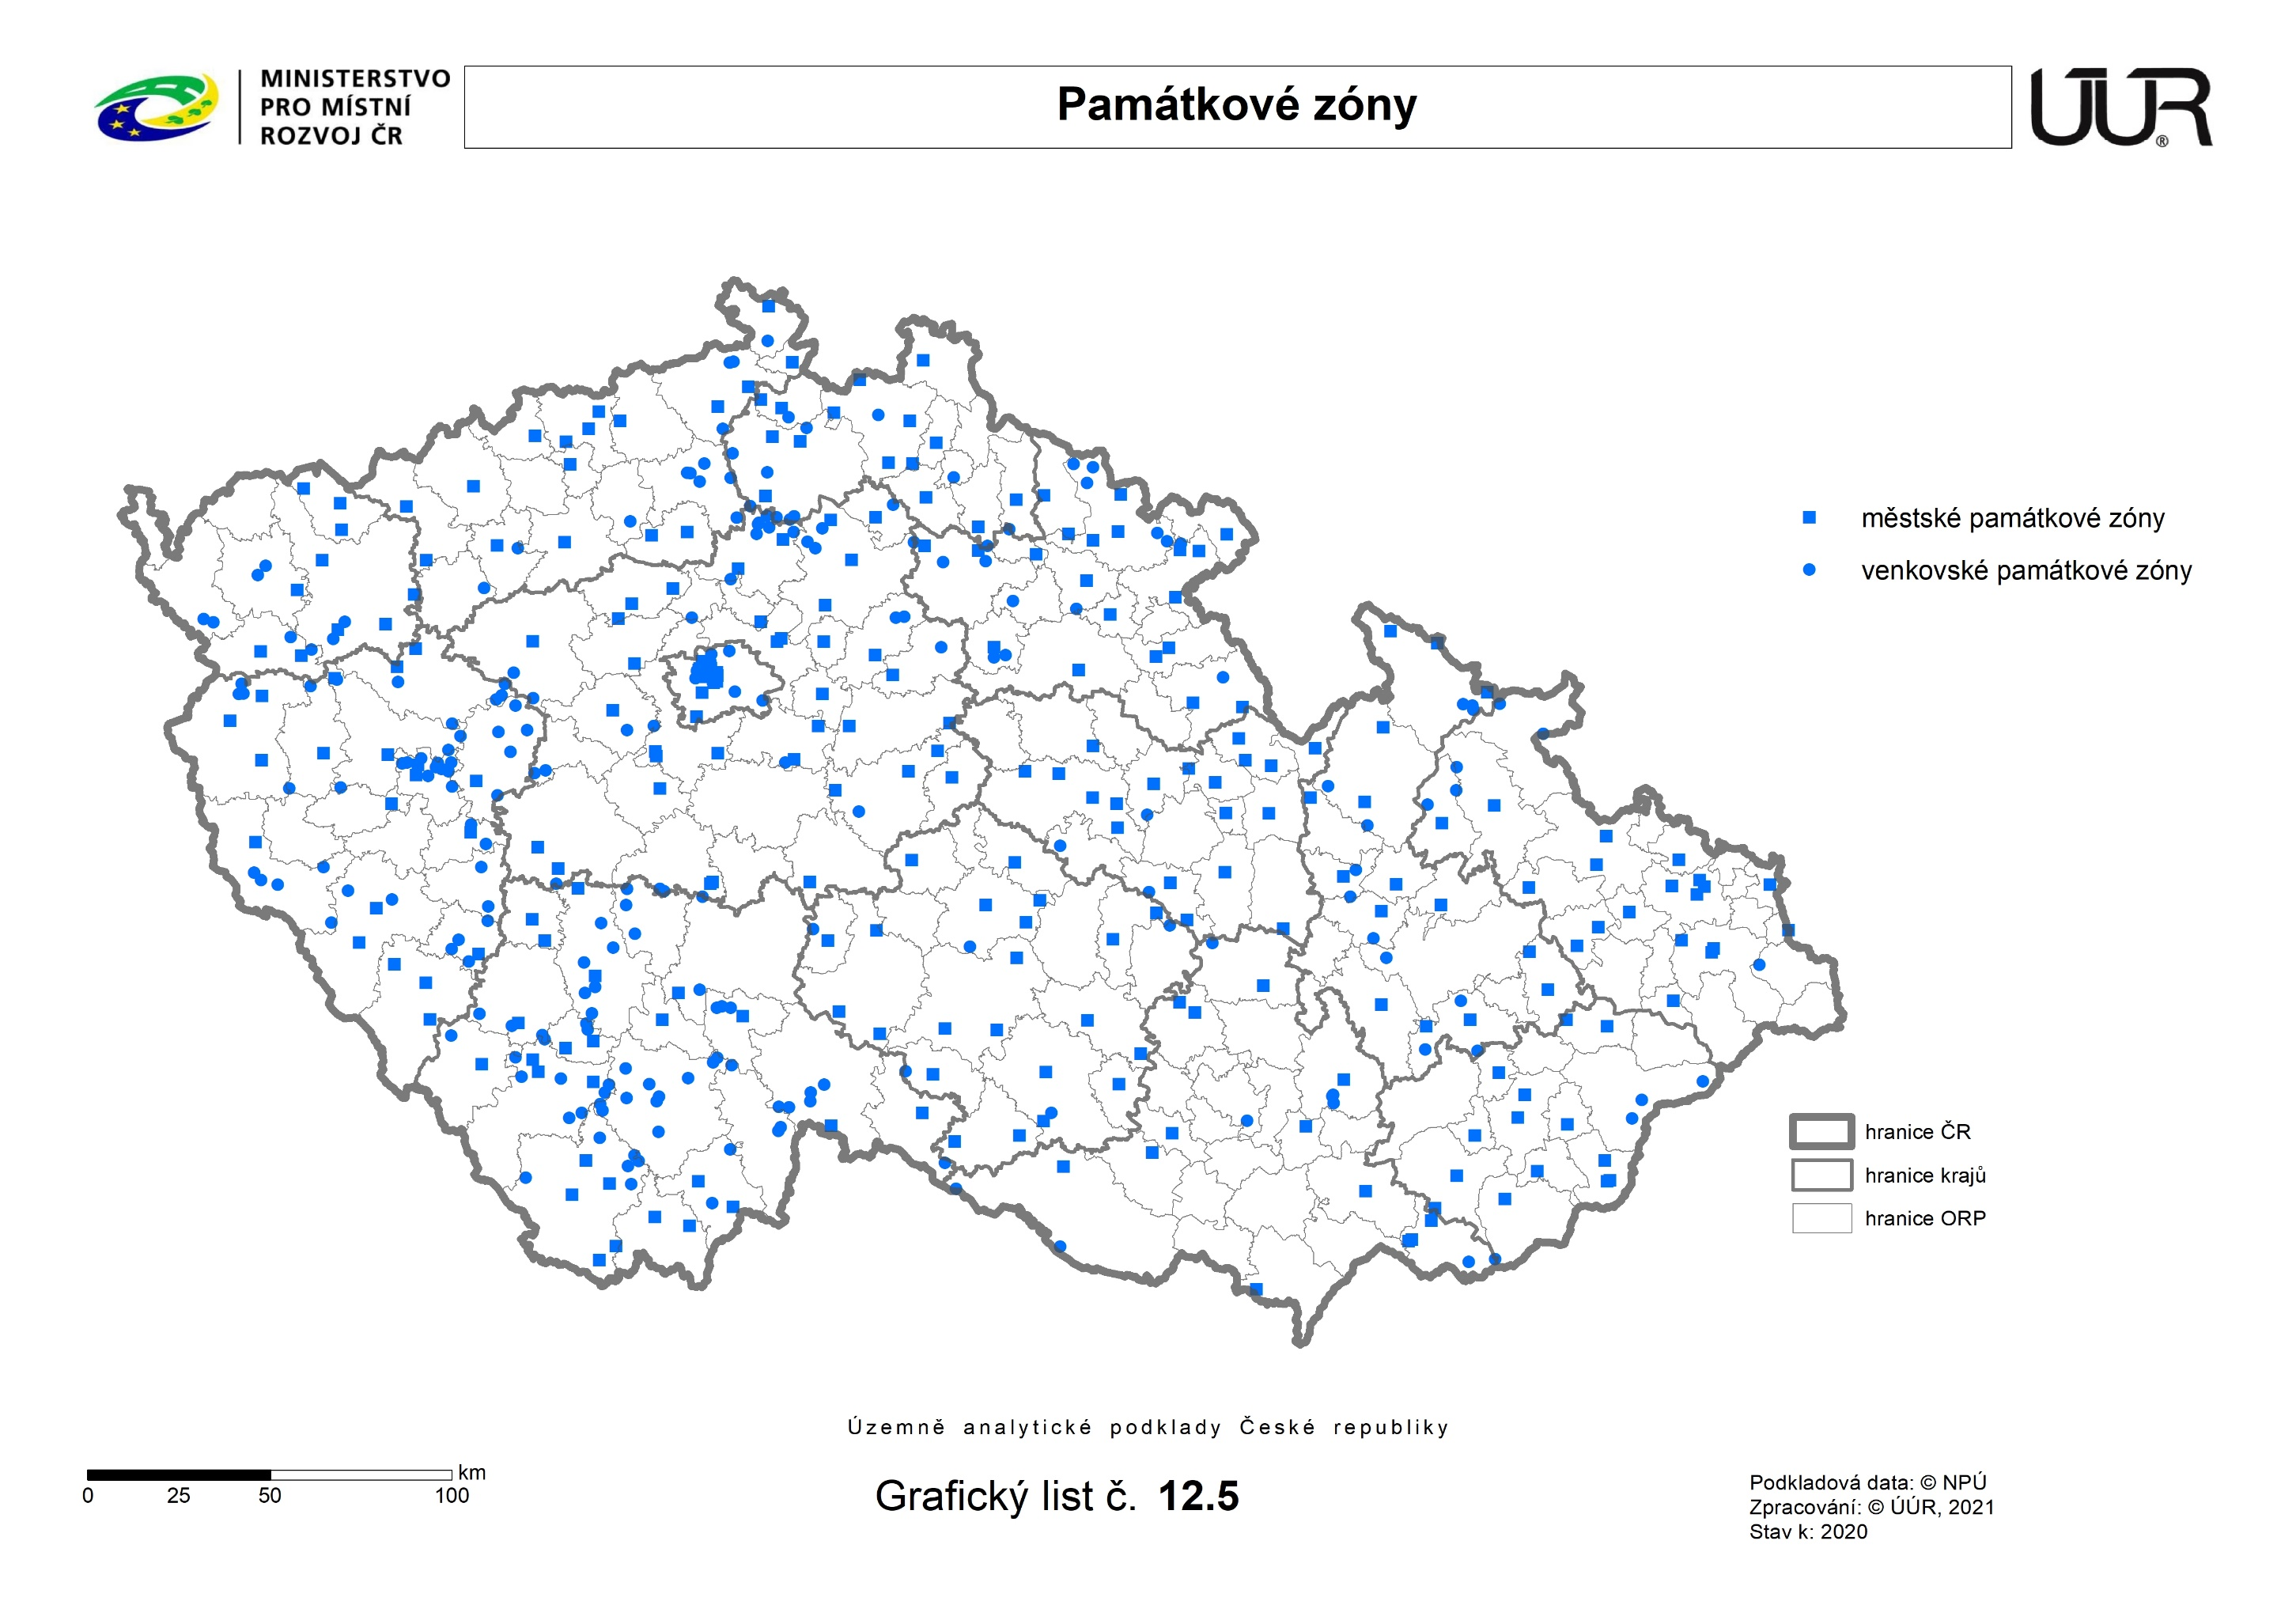 MINISTERSTVO
PRO MÍSTNÍ
ROZVOJ ČR
Památkové zóny
ÚÚR®
městské památkové zóny
venkovské památkové zóny
hranice ČR
hranice krajů
hranice ORP
Územně analytické podklady České republiky
km
0 25 50 100
Grafický list č. 12.5
Podkladová data: © NPÚ
Zpracování: © ÚÚR, 2021
Stav k: 2020